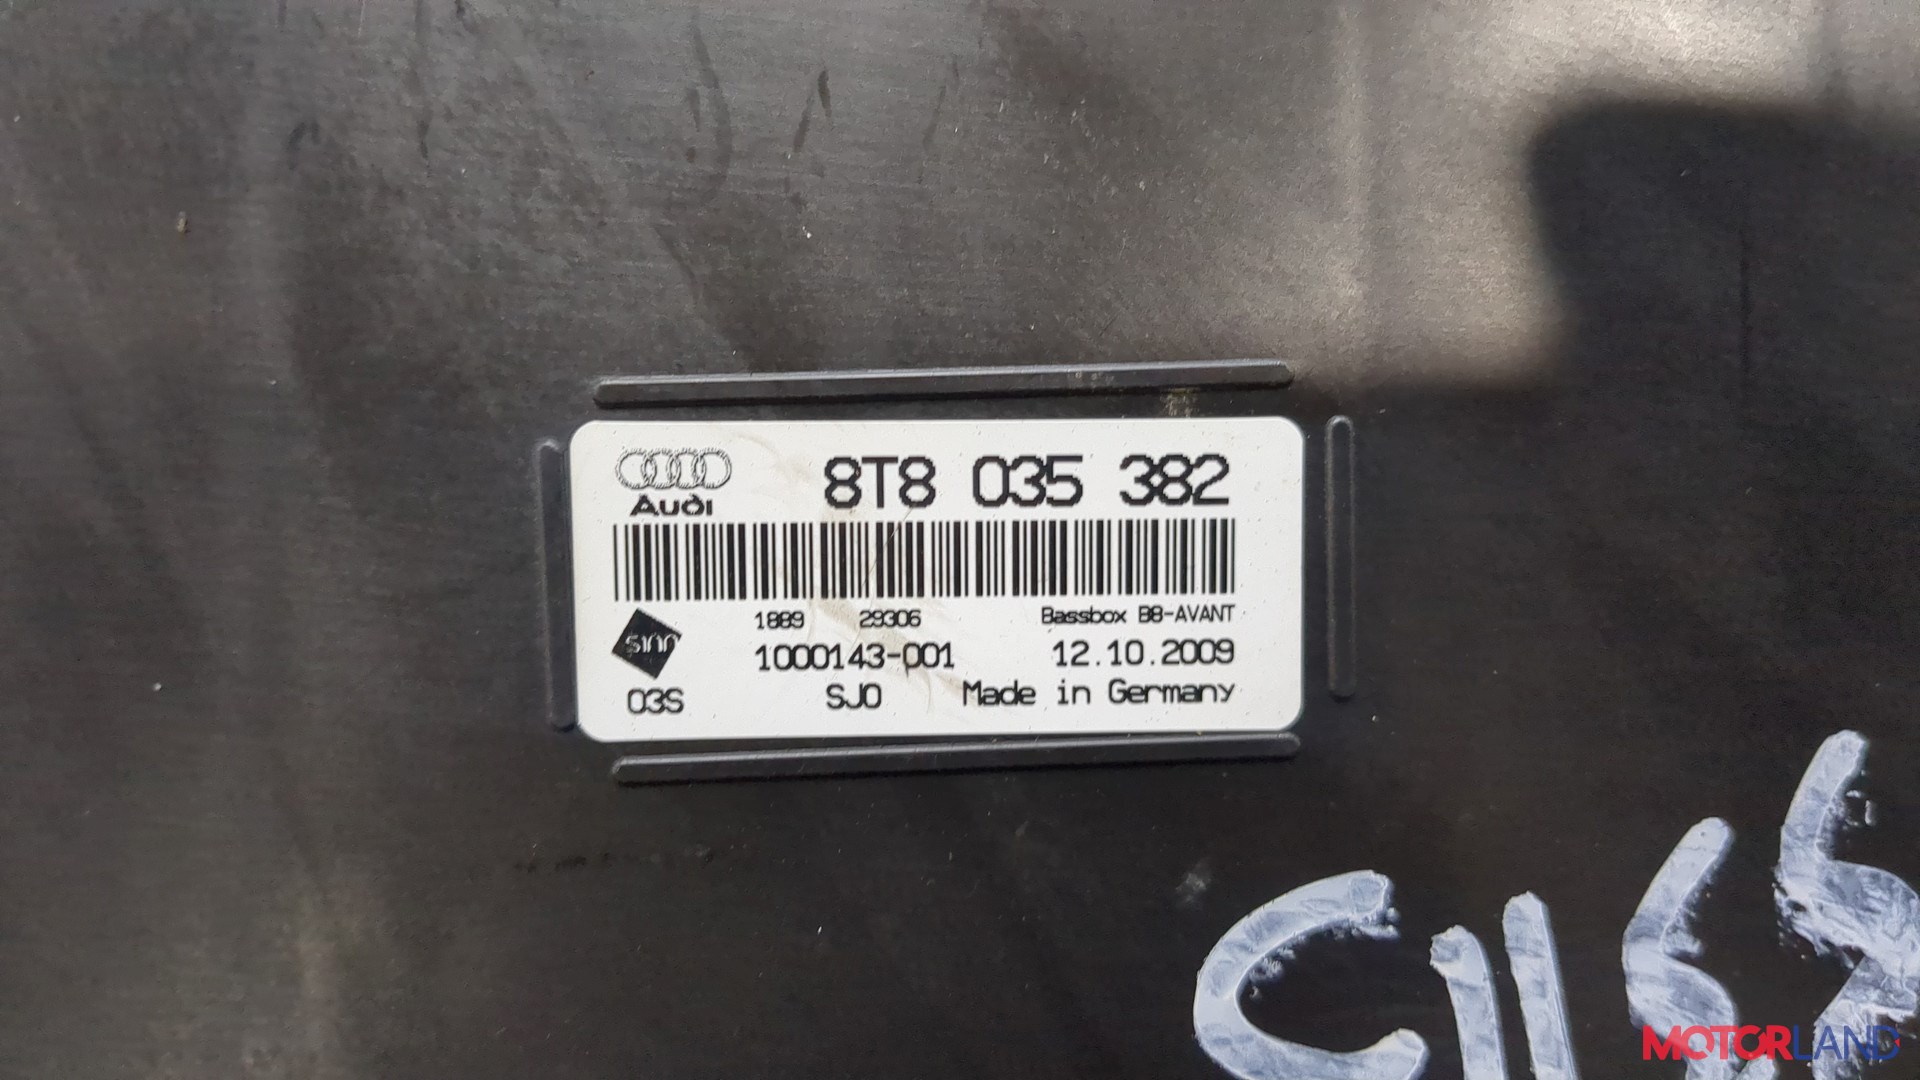 Audi
8T8 035 382
1889 29306 Bassbox B8-AVANT
sinn
1000143-001 12.10.2009
03S SJ0 Made in Germany
MOTORLAND